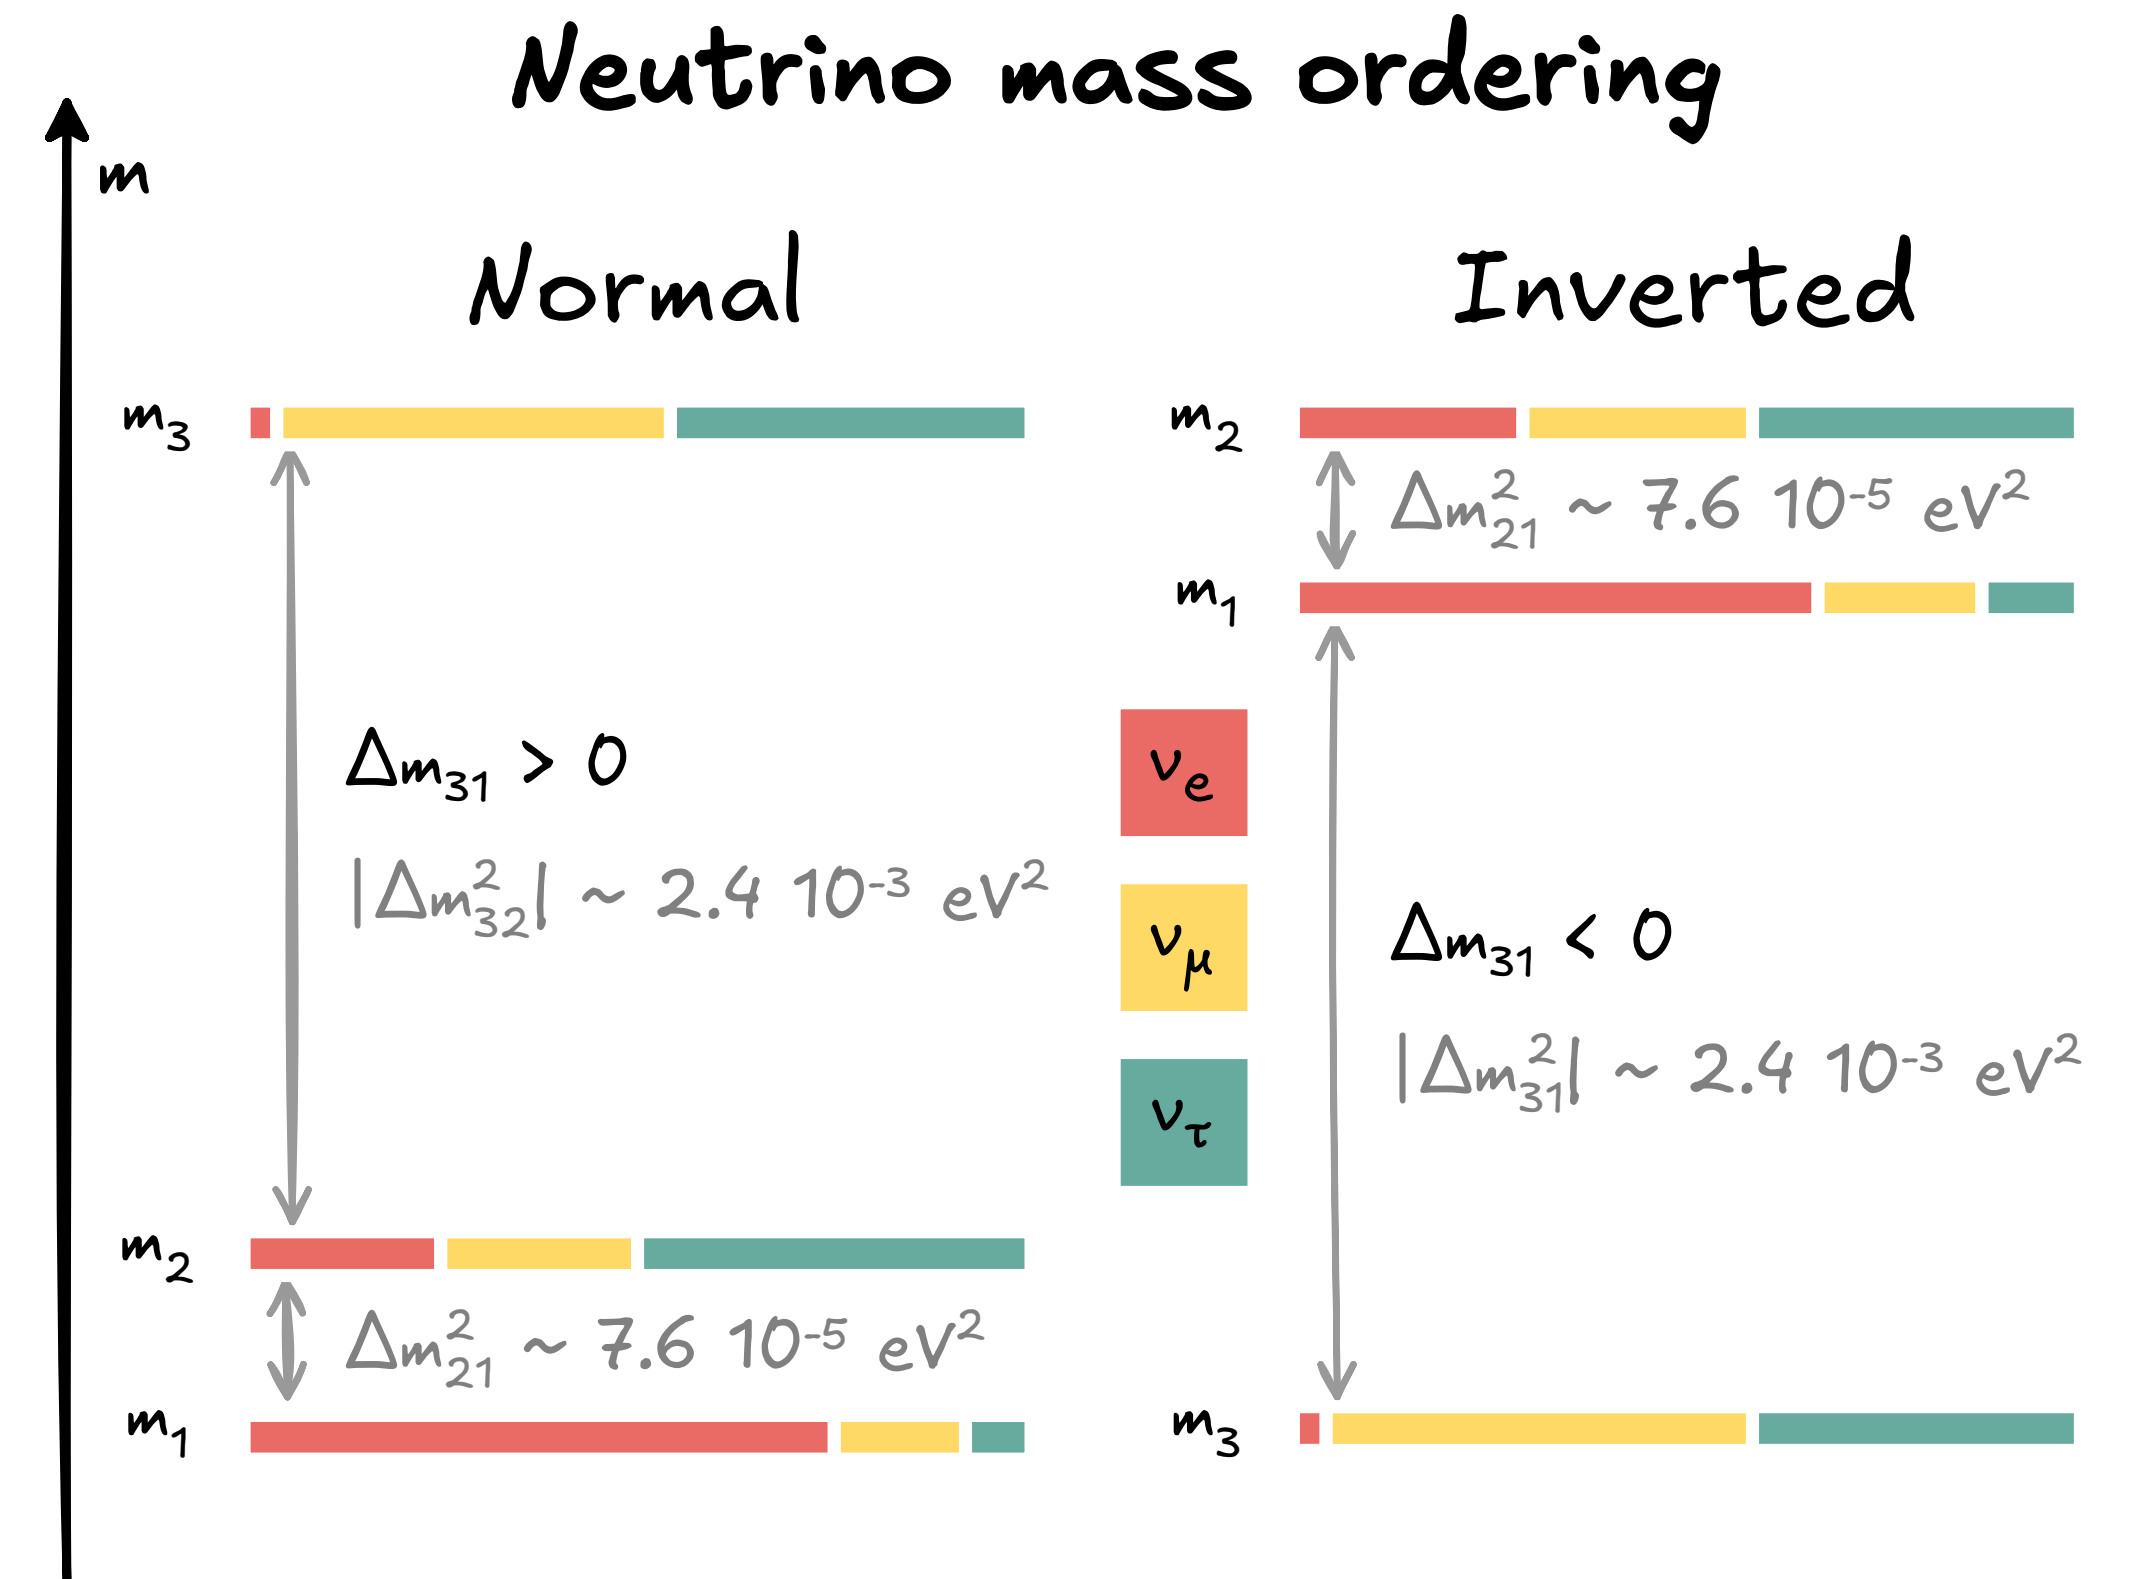 Neutrino mass ordering
m
Normal
m₃
Δm₃₁ > 0
|Δm²₃₂| ~ 2.4 10⁻³ eV²
m₂
Δm²₂₁ ~ 7.6 10⁻⁵ eV²
m₁
νₑ
ν_μ
ν_τ
Inverted
m₂
Δm²₂₁ ~ 7.6 10⁻⁵ eV²
m₁
Δm₃₁ < 0
|Δm²₃₁| ~ 2.4 10⁻³ eV²
m₃